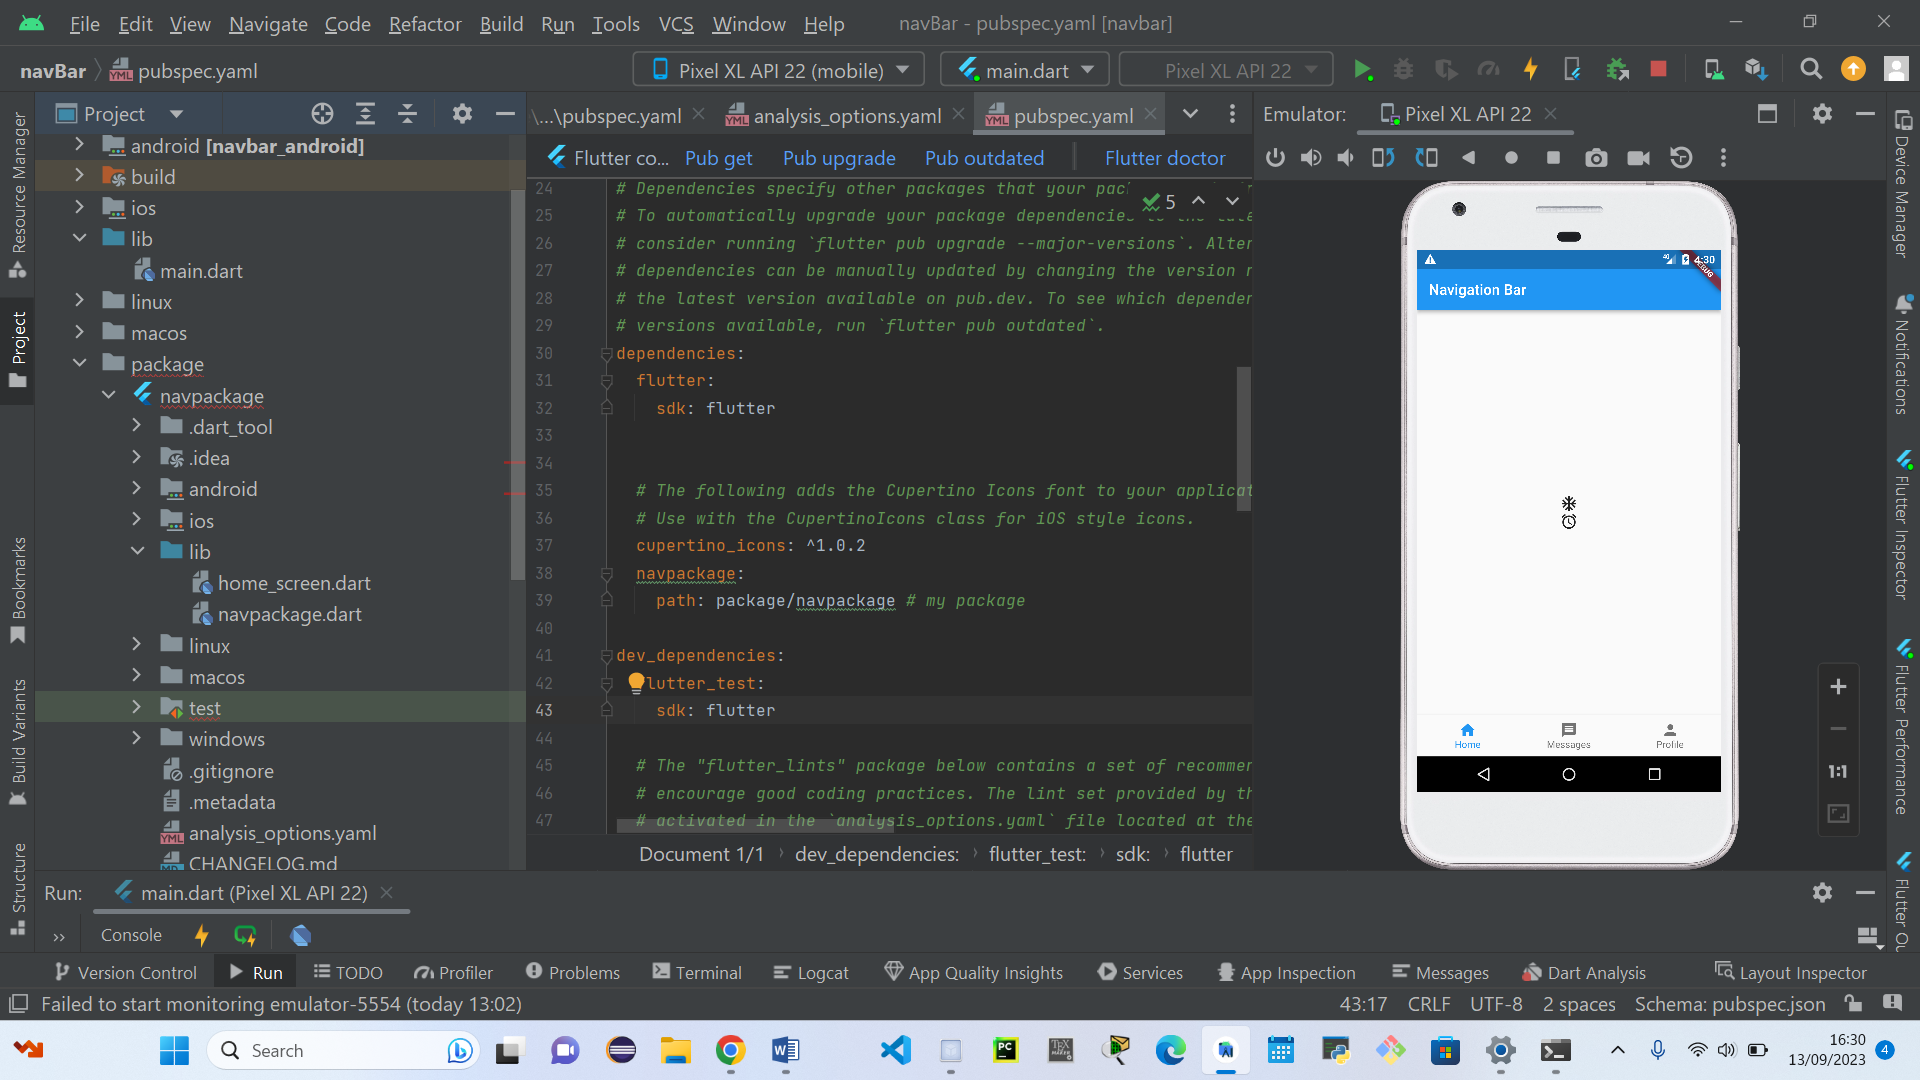 File Edit View Navigate Code Refactor Build Run Tools VCS Window Help navBar - pubspec.yaml [navbar]
navBar pubspec.yaml Pixel XL API 22 (mobile) main.dart Pixel XL API 22
Project
\...\pubspec.yaml analysis_options.yaml pubspec.yaml
Emulator: Pixel XL API 22
Flutter co... Pub get Pub upgrade Pub outdated Flutter doctor
Resource Manager
Project
Bookmarks
Build Variants
Structure
android [navbar_android]
build
ios
lib
main.dart
linux
macos
package
navpackage
.dart_tool
.idea
android
ios
lib
home_screen.dart
navpackage.dart
linux
macos
test
windows
.gitignore
.metadata
analysis_options.yaml
CHANGELOG.md
5
24 # Dependencies specify other packages that your pac
25 # To automatically upgrade your package dependencies to the late
26 # consider running `flutter pub upgrade --major-versions`. Alter
27 # dependencies can be manually updated by changing the version n
28 # the latest version available on pub.dev. To see which depender
29 # versions available, run `flutter pub outdated`.
30 dependencies:
31 flutter:
32 sdk: flutter
33
34
35 # The following adds the Cupertino Icons font to your applicat
36 # Use with the CupertinoIcons class for iOS style icons.
37 cupertino_icons: ^1.0.2
38 navpackage:
39 path: package/navpackage # my package
40
41 dev_dependencies:
42 lutter_test:
43 sdk: flutter
44
45 # The "flutter_lints" package below contains a set of recommer
46 # encourage good coding practices. The lint set provided by th
47 # activated in the `analysis_options.yaml` file located at the
Document 1/1 dev_dependencies: flutter_test: sdk: flutter
4G 4:30
DEBUG
Navigation Bar
Home Messages Profile
1:1
Device Manager
Notifications
Flutter Inspector
Flutter Performance
Flutter Ou
Run: main.dart (Pixel XL API 22)
Console
Version Control Run TODO Profiler Problems Terminal Logcat App Quality Insights Services App Inspection Messages Dart Analysis Layout Inspector
Failed to start monitoring emulator-5554 (today 13:02) 43:17 CRLF UTF-8 2 spaces Schema: pubspec.json
Search
PC
16:30
13/09/2023
4